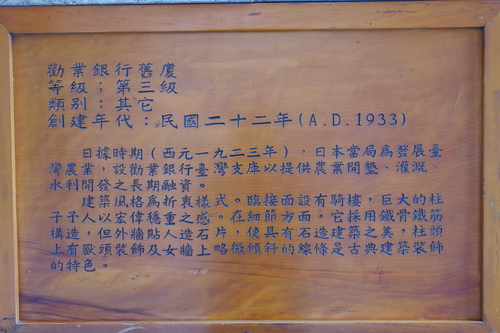 勸業銀行舊廈
等級：第三級
類別：其它
創建年代：民國二十二年(A.D.1933)
日據時期(西元一九二三年)，日本當局為發展臺
灣農業，設勸業銀行臺灣支庫以提供農業開墾、灌溉、
水利開發之長期融資。
建築風格為折衷樣式。臨接面設有騎樓，巨大的柱
子予人以宏偉穩重之感。在細節方面，它採用鐵骨鐵筋
構造，但外牆貼人造石片，使具有石造建築之美，柱頭
上有獸頭裝飾及女牆上略微傾斜的線條是古典建築裝飾
的特色。